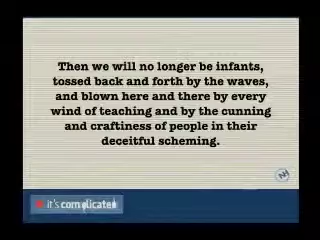 Then we will no longer be infants,
tossed back and forth by the waves,
and blown here and there by every
wind of teaching and by the cunning
and craftiness of people in their
deceitful scheming.
it's complicated